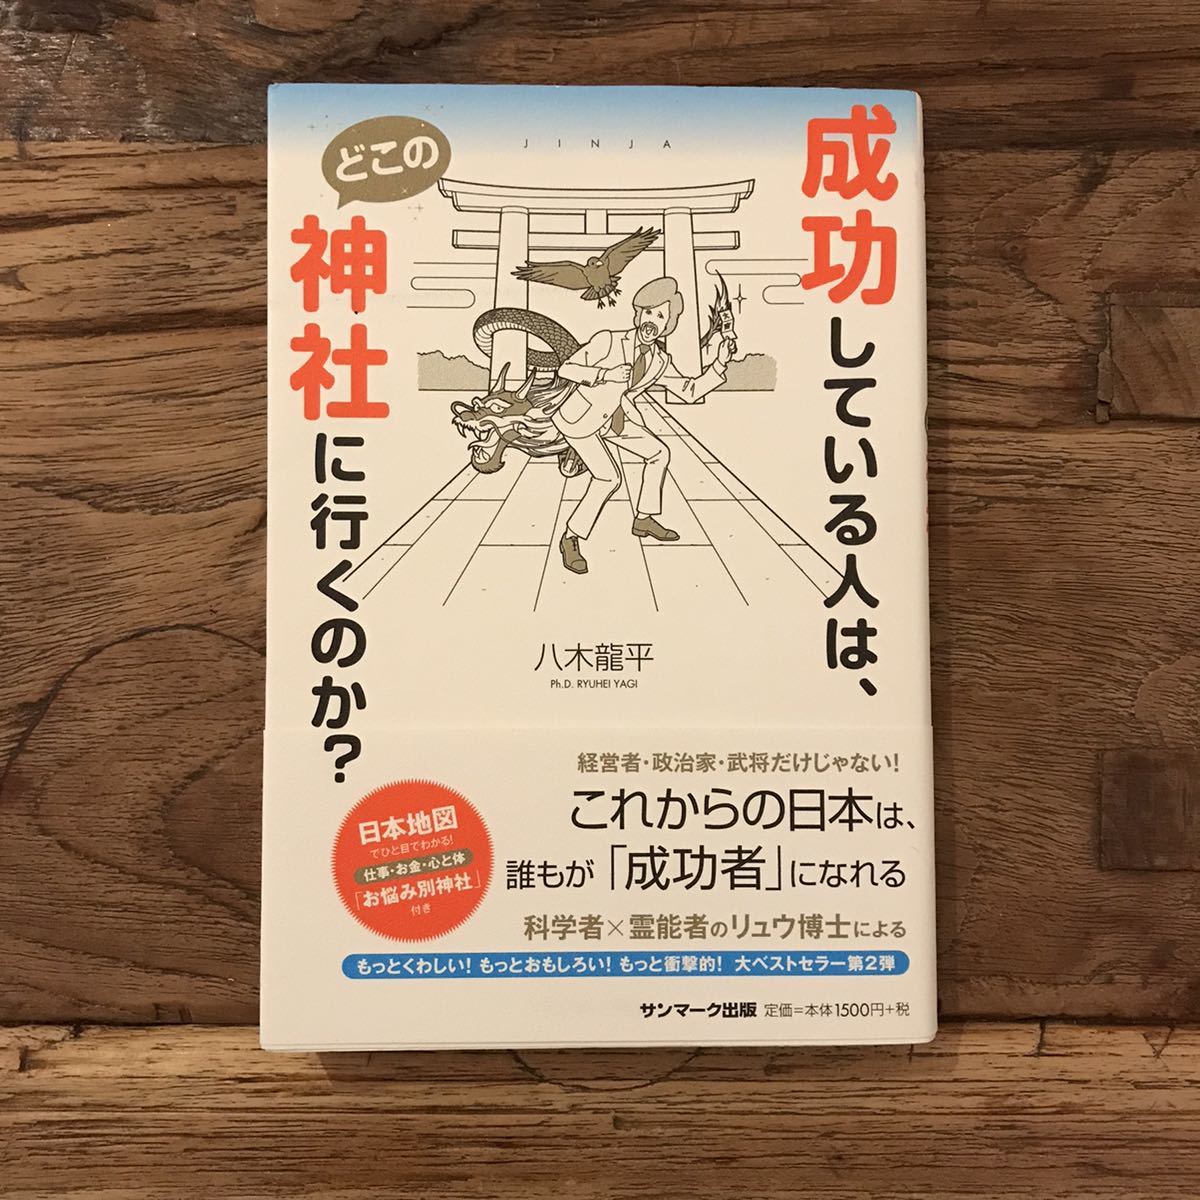 JINJA
成功している人は、
どこの
神社に行くのか?
八木龍平
Ph.D. RYUHEI YAGI
経営者・政治家・武将だけじゃない!
これからの日本は、
誰もが「成功者」になれる
科学者×霊能者のリュウ博士による
もっとくわしい! もっとおもしろい! もっと衝撃的! 大ベストセラー第2弾
日本地図
でひと目でわかる!
仕事・お金・心と体
「お悩み別神社」
付き
サンマーク出版 定価=本体1500円+税